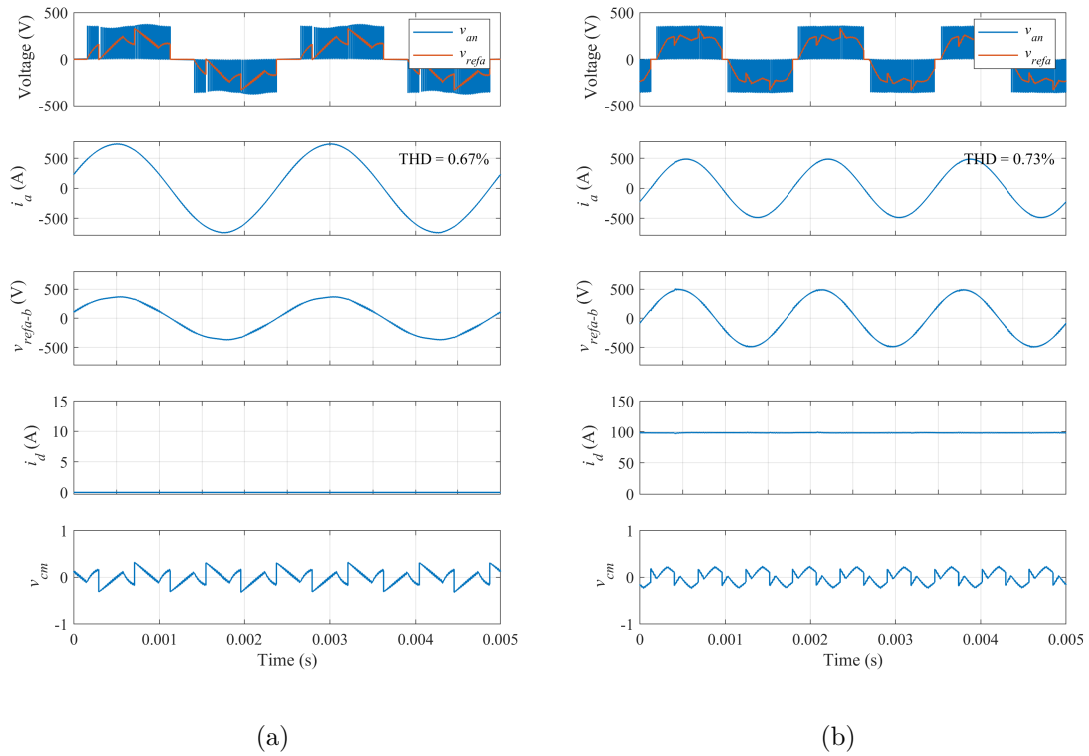 500
0
-500
Voltage (V)
v_an
v_refa
500
0
-500
i_a (A)
THD = 0.67%
500
0
-500
v_refa-b (V)
15
10
5
0
i_d (A)
1
0
-1
v_cm
0
0.001
0.002
0.003
0.004
0.005
Time (s)
(a)
500
0
-500
Voltage (V)
v_an
v_refa
500
0
-500
i_a (A)
THD = 0.73%
500
0
-500
v_refa-b (V)
150
100
50
0
i_d (A)
1
0
-1
v_cm
0
0.001
0.002
0.003
0.004
0.005
Time (s)
(b)